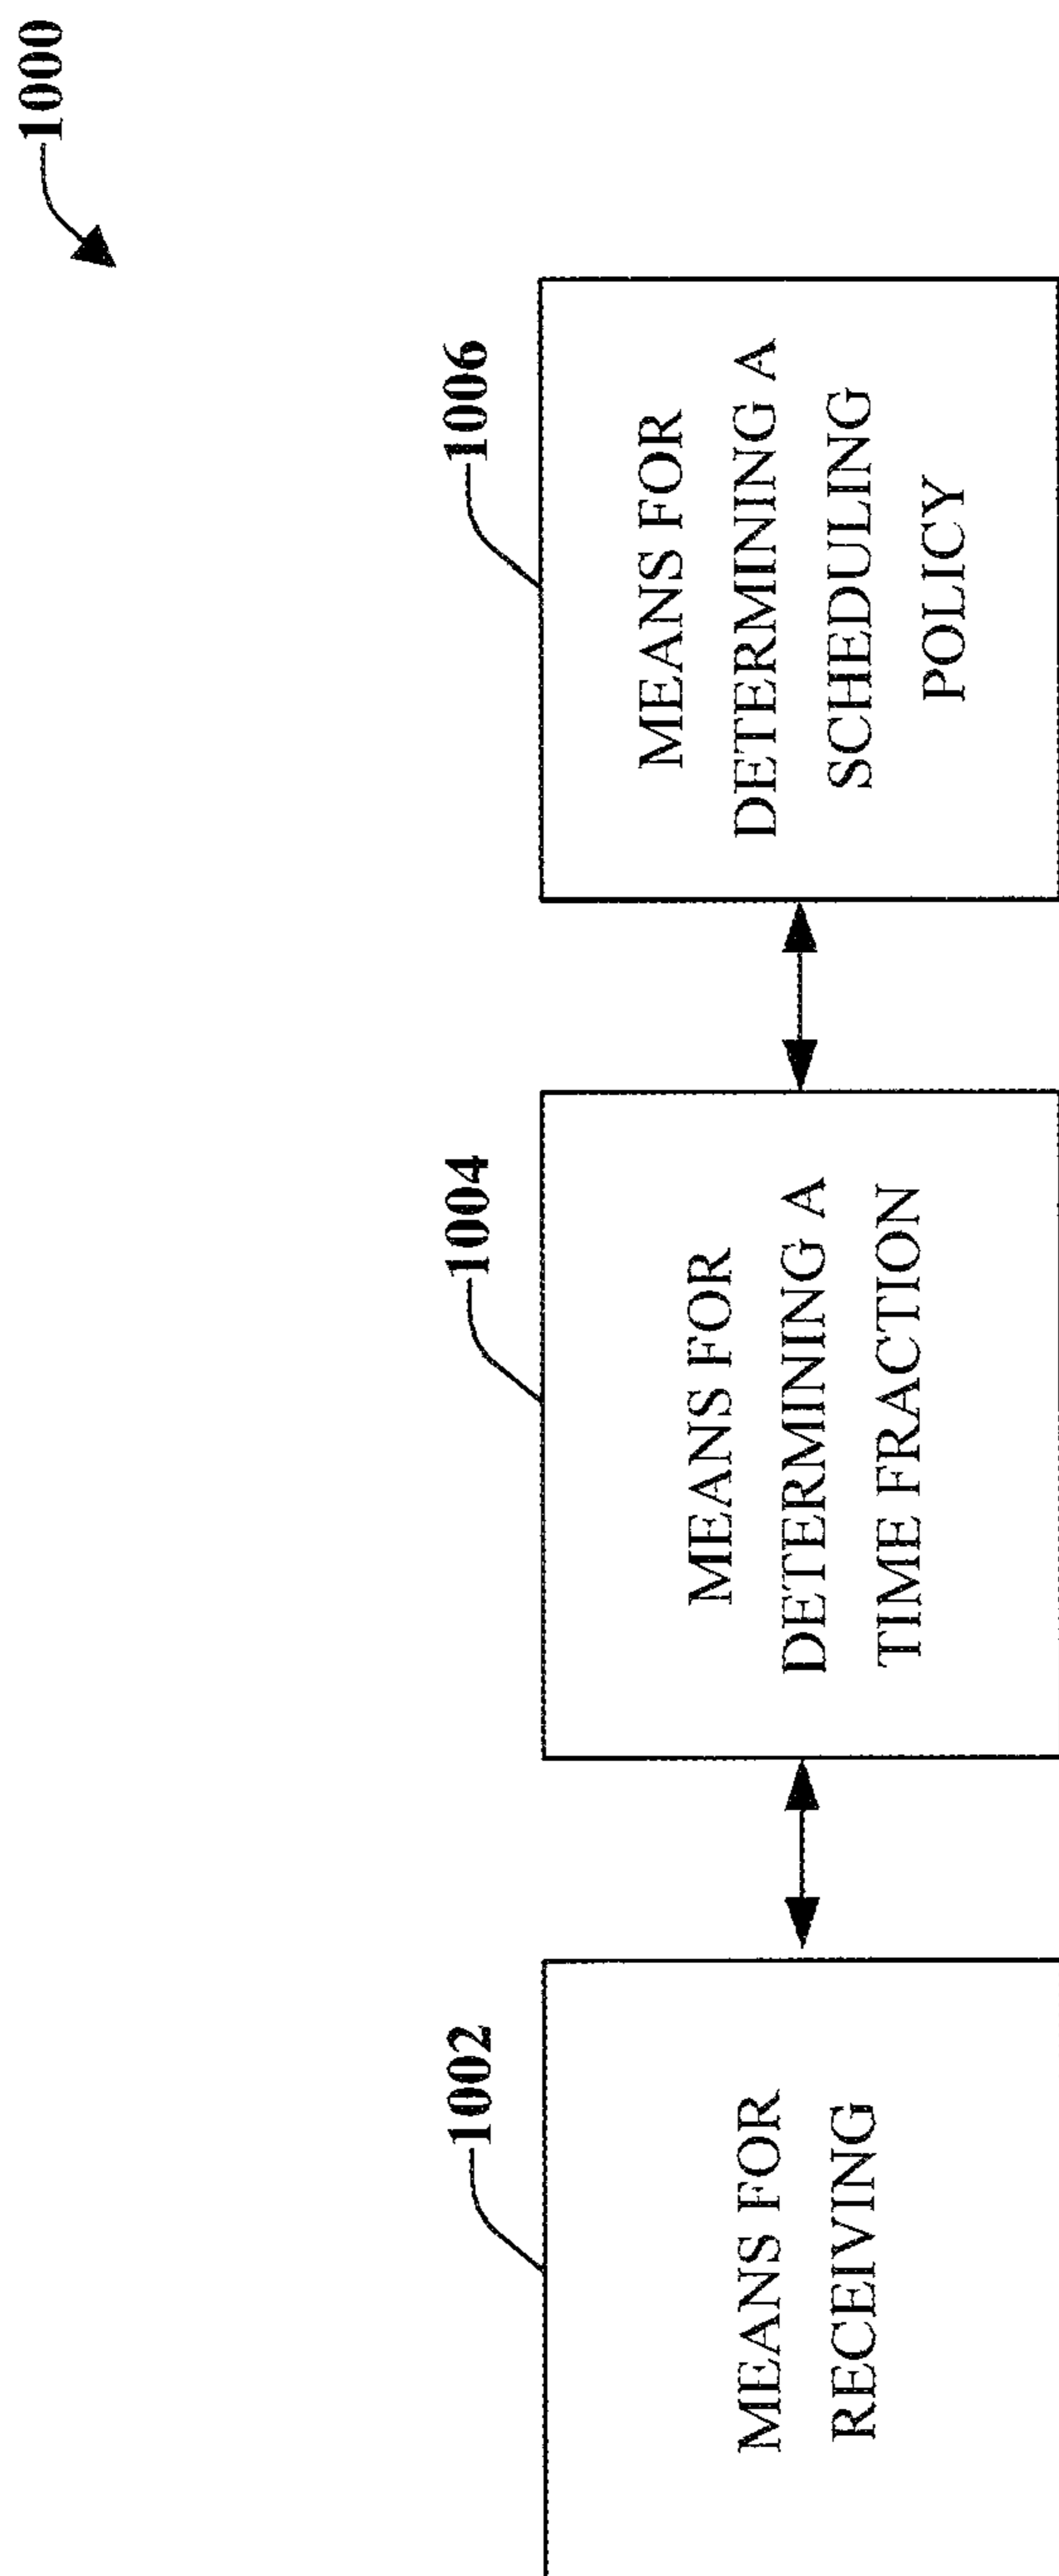 1000
1002
MEANS FOR
RECEIVING
1004
MEANS FOR
DETERMINING A
TIME FRACTION
1006
MEANS FOR
DETERMINING A
SCHEDULING
POLICY